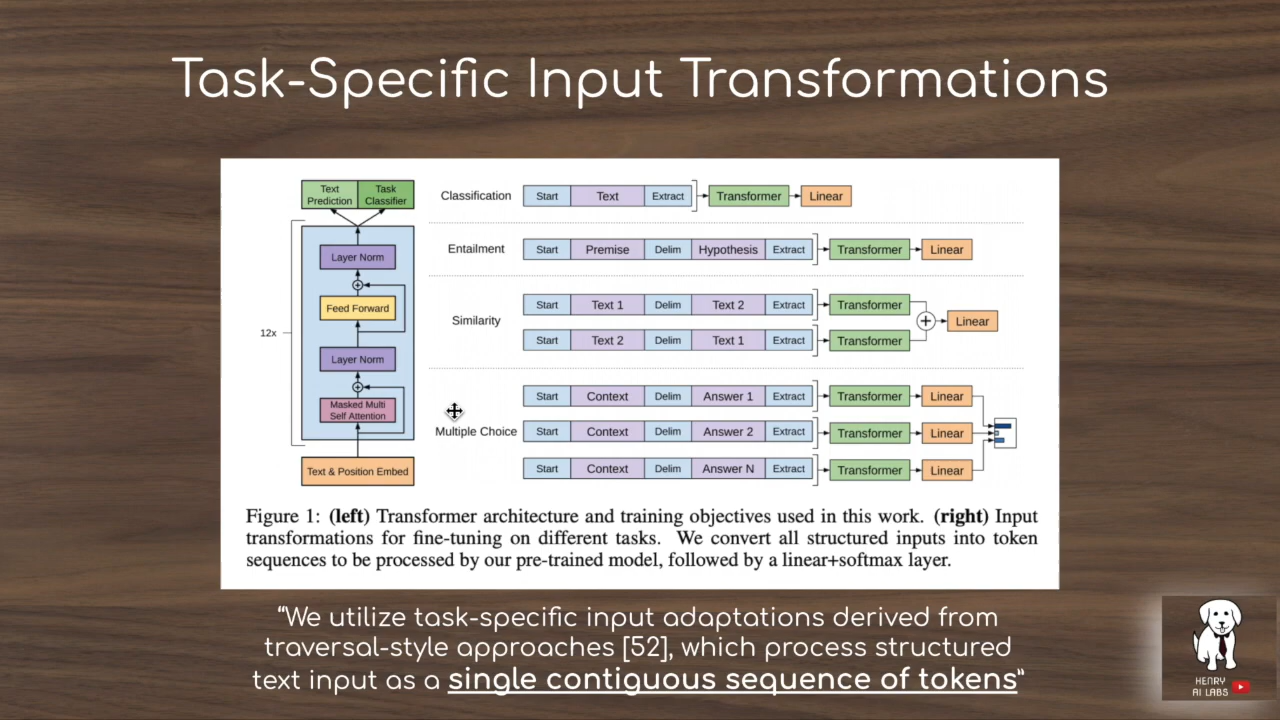 Task-Specific Input Transformations
Text Prediction
Task Classifier
12x
Layer Norm
+
Feed Forward
Layer Norm
+
Masked Multi Self Attention
Text & Position Embed
Classification
Start Text Extract Transformer Linear
Entailment
Start Premise Delim Hypothesis Extract Transformer Linear
Similarity
Start Text 1 Delim Text 2 Extract Transformer
Start Text 2 Delim Text 1 Extract Transformer
+ Linear
Multiple Choice
Start Context Delim Answer 1 Extract Transformer Linear
Start Context Delim Answer 2 Extract Transformer Linear
Start Context Delim Answer N Extract Transformer Linear
Figure 1: (left) Transformer architecture and training objectives used in this work. (right) Input
transformations for fine-tuning on different tasks. We convert all structured inputs into token
sequences to be processed by our pre-trained model, followed by a linear+softmax layer.
“We utilize task-specific input adaptations derived from
traversal-style approaches [52], which process structured
text input as a single contiguous sequence of tokens”
HENRY
AI LABS